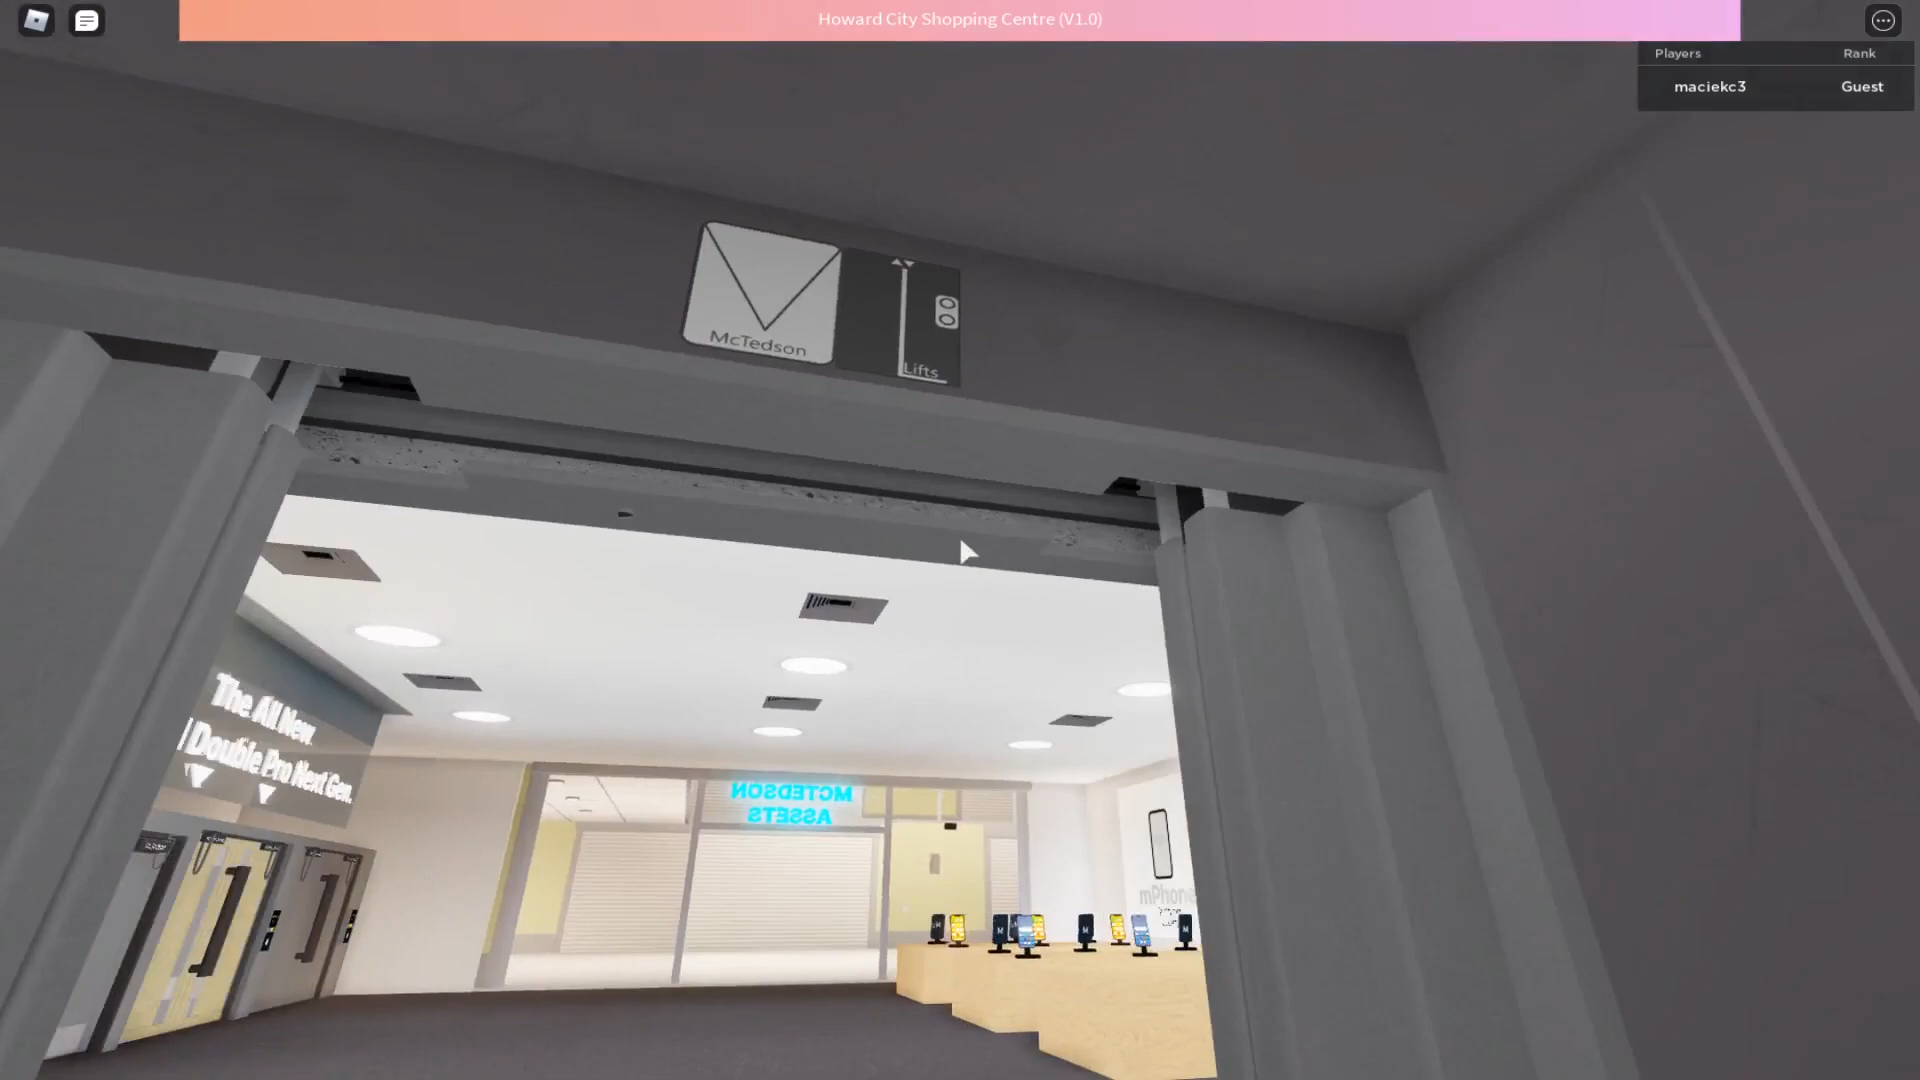 Howard City Shopping Centre (V1.0)
Players Rank
maciekc3 Guest
McTedson
Lifts
The All New
Double Pro Next Gen.
MCTEDSON
ASSETS
mPhone
M
M
M